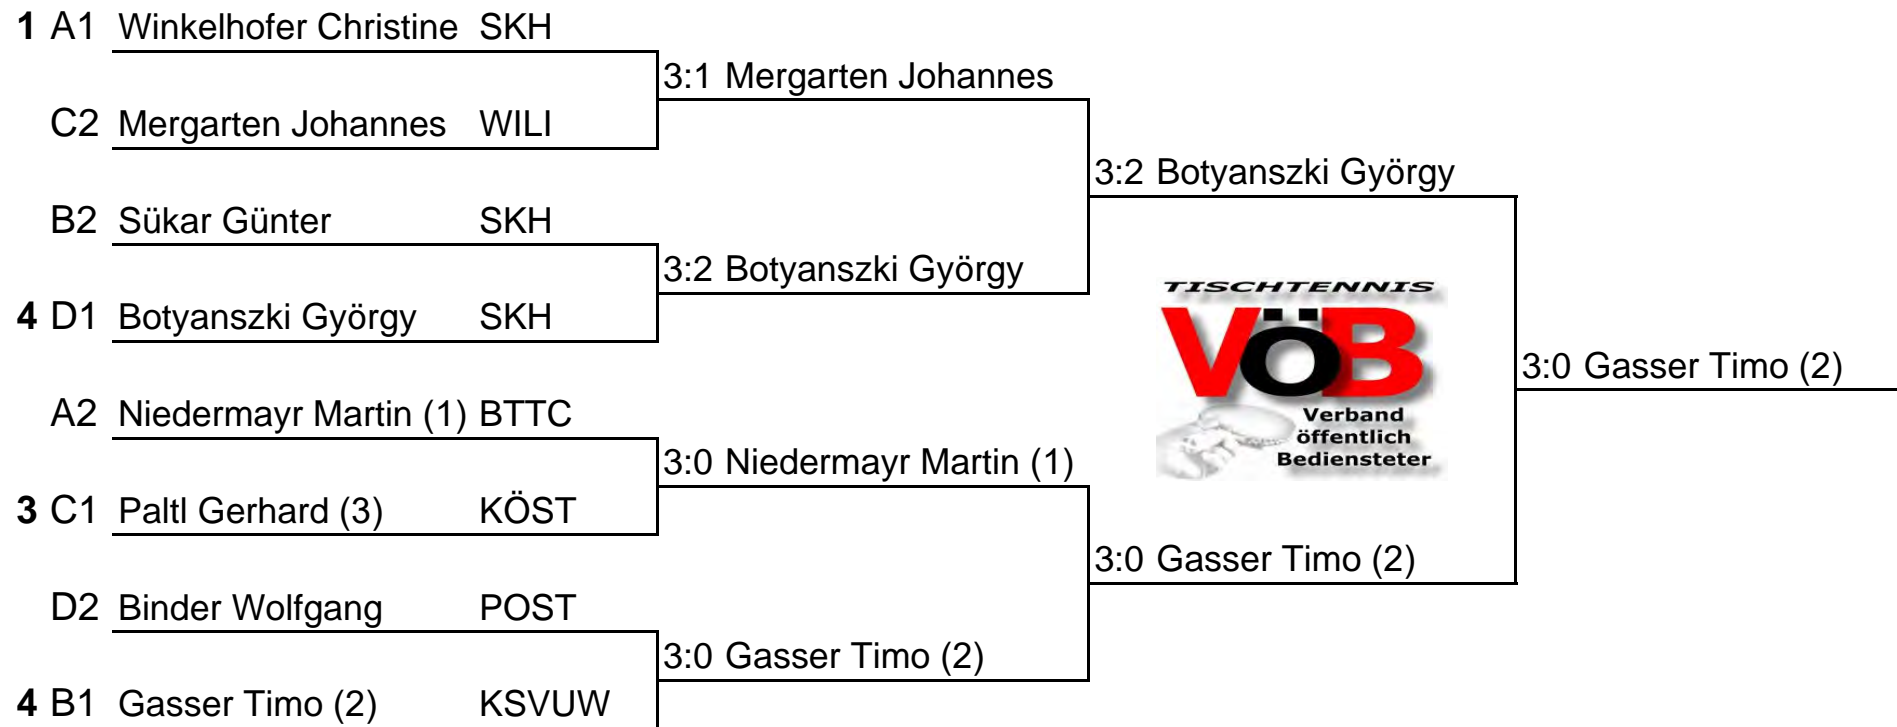 1 A1 Winkelhofer Christine SKH
3:1 Mergarten Johannes
C2 Mergarten Johannes WILI
3:2 Botyanszki György
B2 Sükar Günter SKH
3:2 Botyanszki György
4 D1 Botyanszki György SKH
TISCHTENNIS
VÖB
Verband
öffentlich
Bediensteter
3:0 Gasser Timo (2)
A2 Niedermayr Martin (1) BTTC
3:0 Niedermayr Martin (1)
3 C1 Paltl Gerhard (3) KÖST
3:0 Gasser Timo (2)
D2 Binder Wolfgang POST
3:0 Gasser Timo (2)
4 B1 Gasser Timo (2) KSVUW